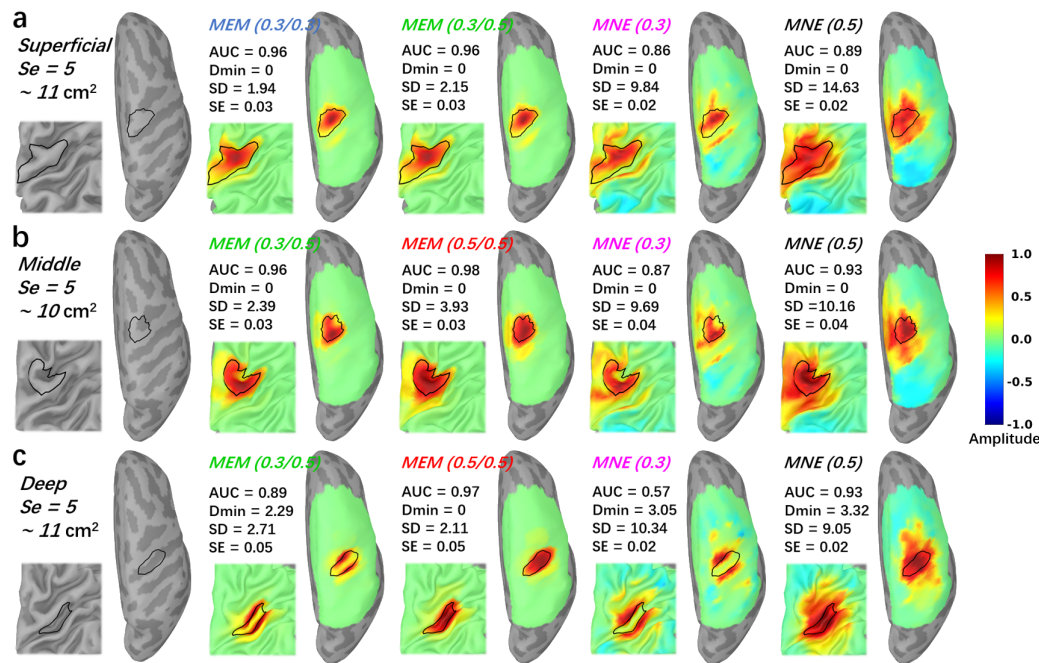 a
Superficial
Se = 5
~ 11 cm²
MEM (0.3/0.3)
AUC = 0.96
Dmin = 0
SD = 1.94
SE = 0.03
MEM (0.3/0.5)
AUC = 0.96
Dmin = 0
SD = 2.15
SE = 0.03
MNE (0.3)
AUC = 0.86
Dmin = 0
SD = 9.84
SE = 0.02
MNE (0.5)
AUC = 0.89
Dmin = 0
SD = 14.63
SE = 0.02
b
Middle
Se = 5
~ 10 cm²
MEM (0.3/0.5)
AUC = 0.96
Dmin = 0
SD = 2.39
SE = 0.03
MEM (0.5/0.5)
AUC = 0.98
Dmin = 0
SD = 3.93
SE = 0.03
MNE (0.3)
AUC = 0.87
Dmin = 0
SD = 9.69
SE = 0.04
MNE (0.5)
AUC = 0.93
Dmin = 0
SD =10.16
SE = 0.04
1.0
0.5
0.0
-0.5
-1.0
Amplitude
c
Deep
Se = 5
~ 11 cm²
MEM (0.3/0.5)
AUC = 0.89
Dmin = 2.29
SD = 2.71
SE = 0.05
MEM (0.5/0.5)
AUC = 0.97
Dmin = 0
SD = 2.11
SE = 0.05
MNE (0.3)
AUC = 0.57
Dmin = 3.05
SD = 10.34
SE = 0.02
MNE (0.5)
AUC = 0.93
Dmin = 3.32
SD = 9.05
SE = 0.02